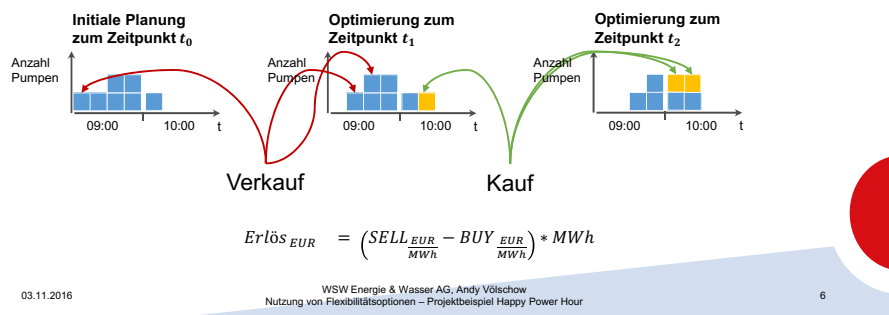 Initiale Planung
zum Zeitpunkt t₀
Optimierung zum
Zeitpunkt t₁
Optimierung zum
Zeitpunkt t₂
Anzahl
Pumpen
09:00 10:00 t
Anzahl
Pumpen
09:00 10:00 t
Anzahl
Pumpen
09:00 10:00 t
Verkauf
Kauf
Erlös EUR = (SELL EUR/MWh − BUY EUR/MWh) * MWh
03.11.2016
WSW Energie & Wasser AG, Andy Völschow
Nutzung von Flexibilitätsoptionen – Projektbeispiel Happy Power Hour
6